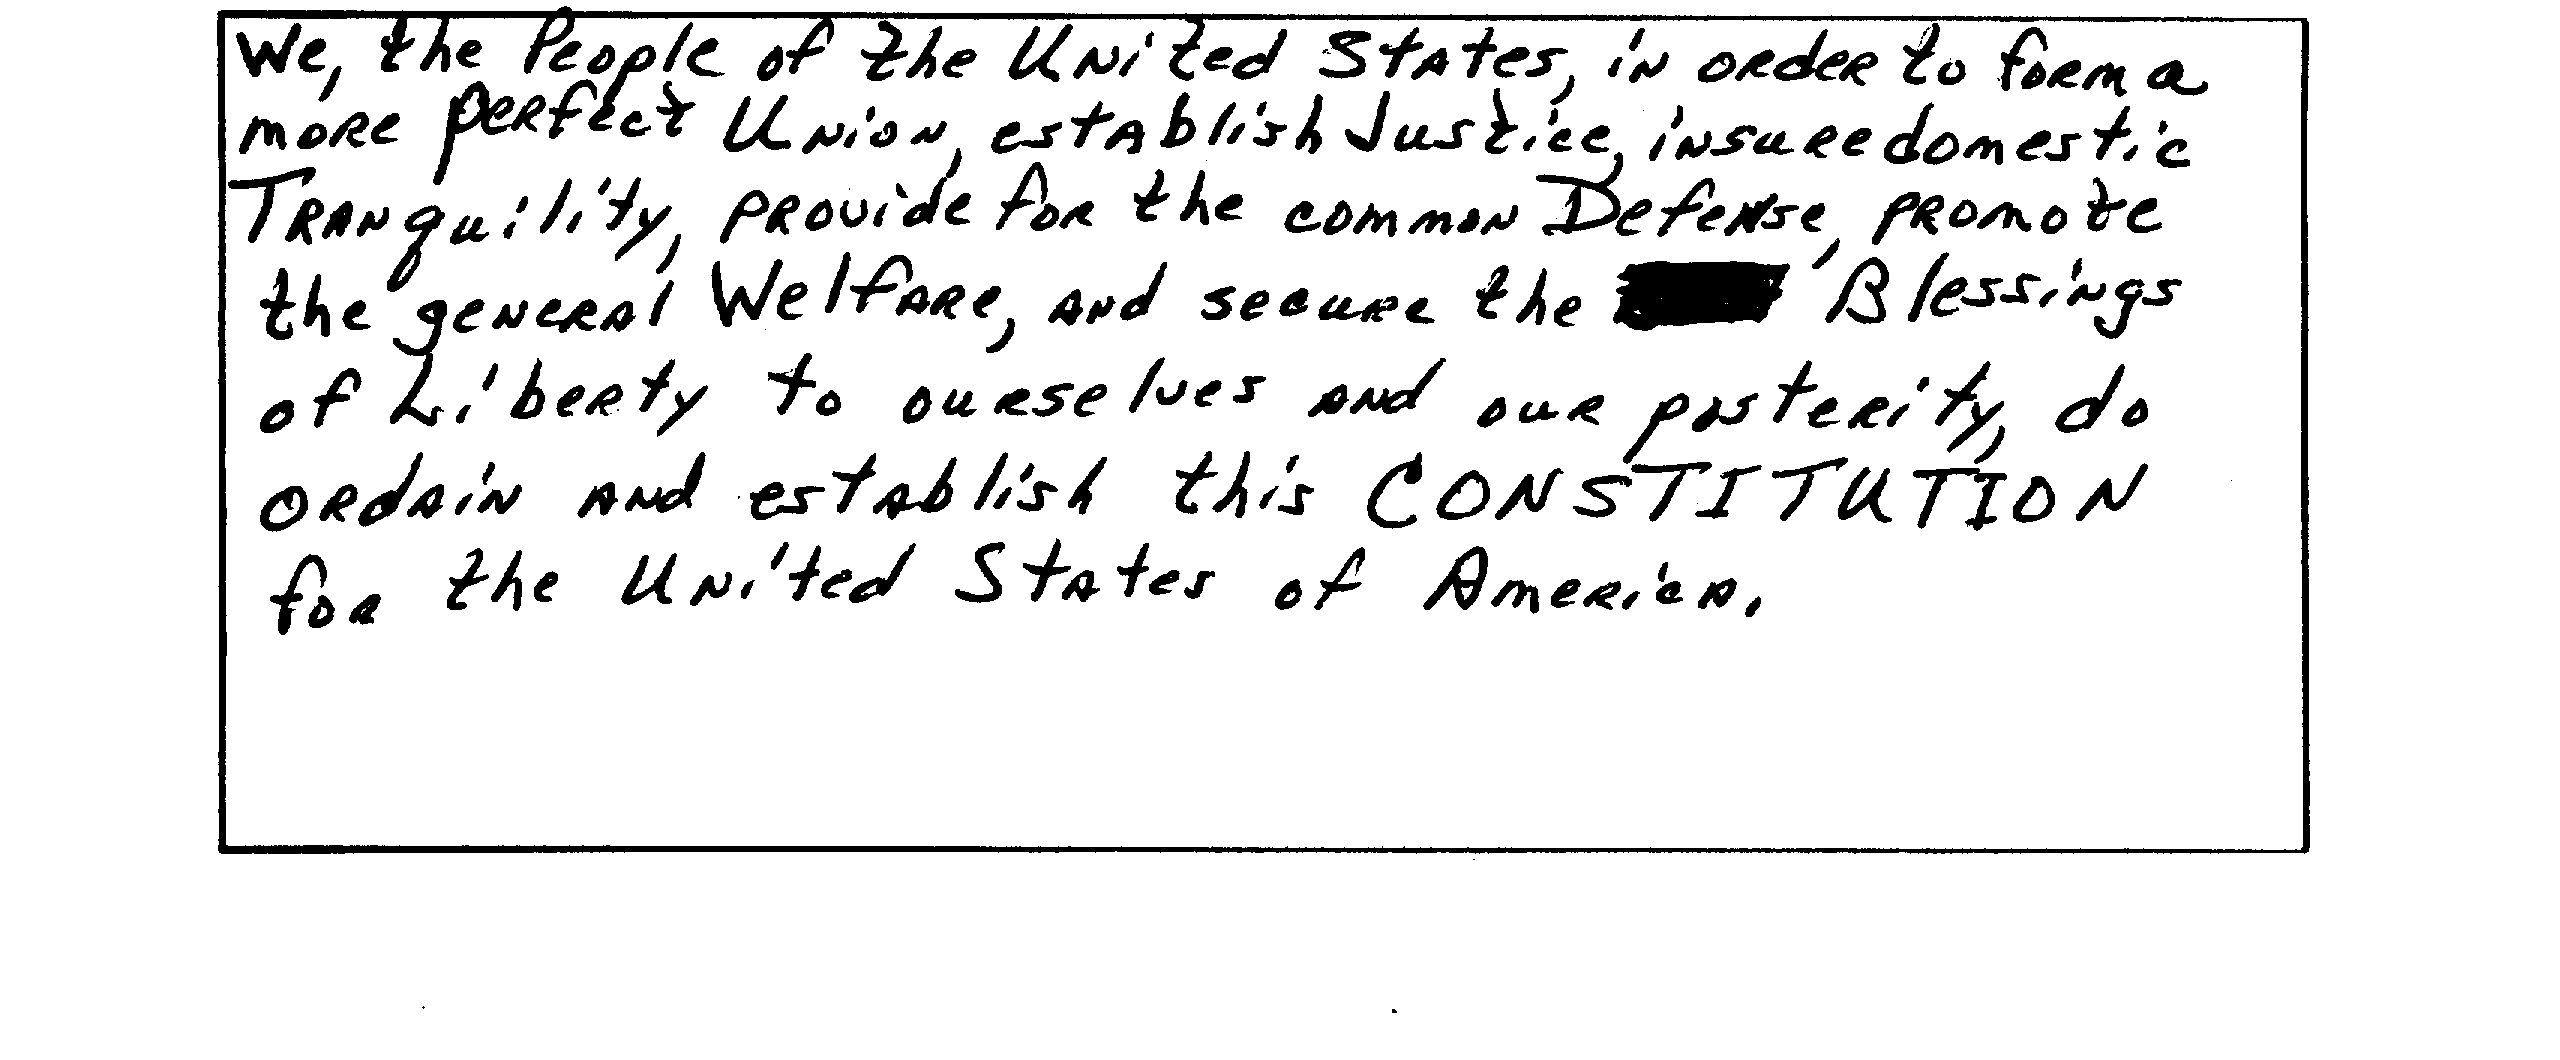 We, the People of the United States, in order to form a
more perfect Union, establish Justice, insure domestic
Tranquility, provide for the common Defense, promote
the general Welfare, and secure the Blessings
of Liberty to ourselves and our posterity, do
ordain and establish this CONSTITUTION
for the United States of America.